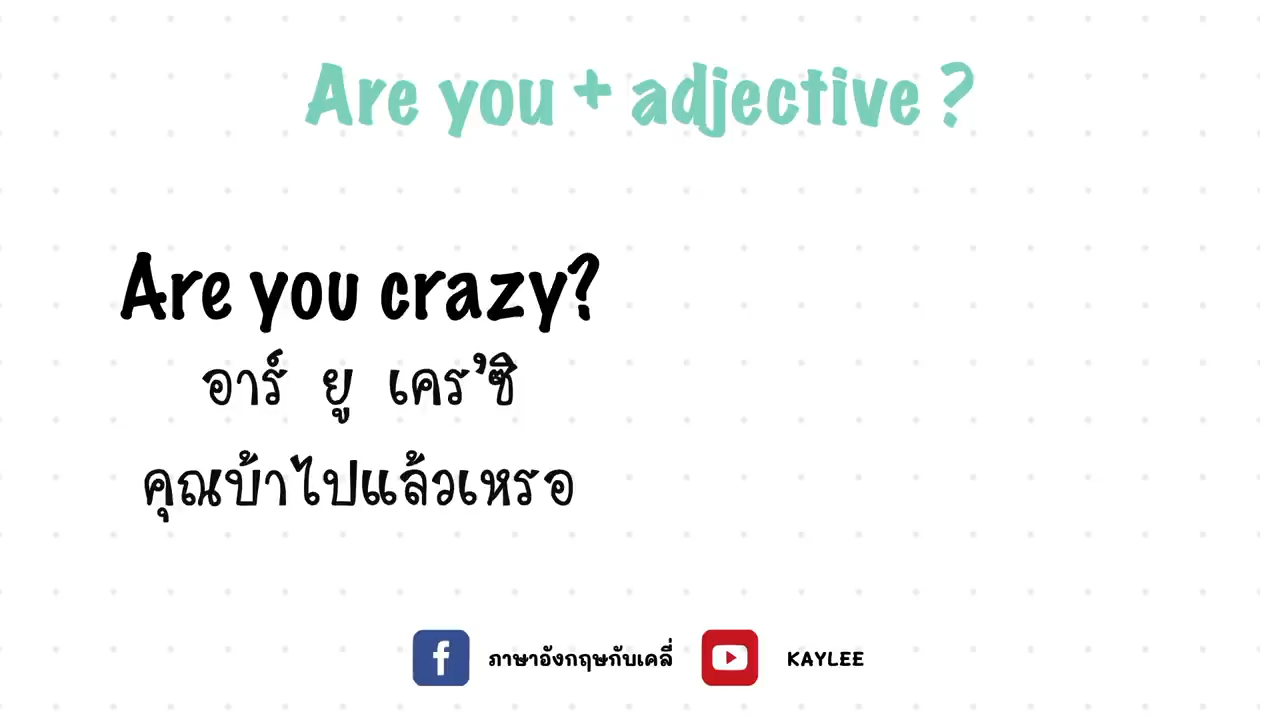 Are you + adjective ?
Are you crazy?
อาร์ ยู เคร'ซิ
คุณบ้าไปแล้วเหรอ
ภาษาอังกฤษกับเคลี่ KAYLEE